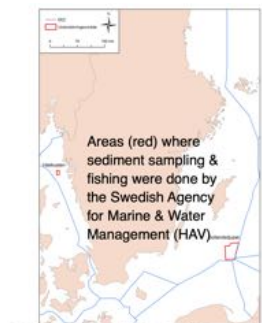 Areas (red) where
sediment sampling &
fishing were done by
the Swedish Agency
for Marine & Water
Management (HAV)